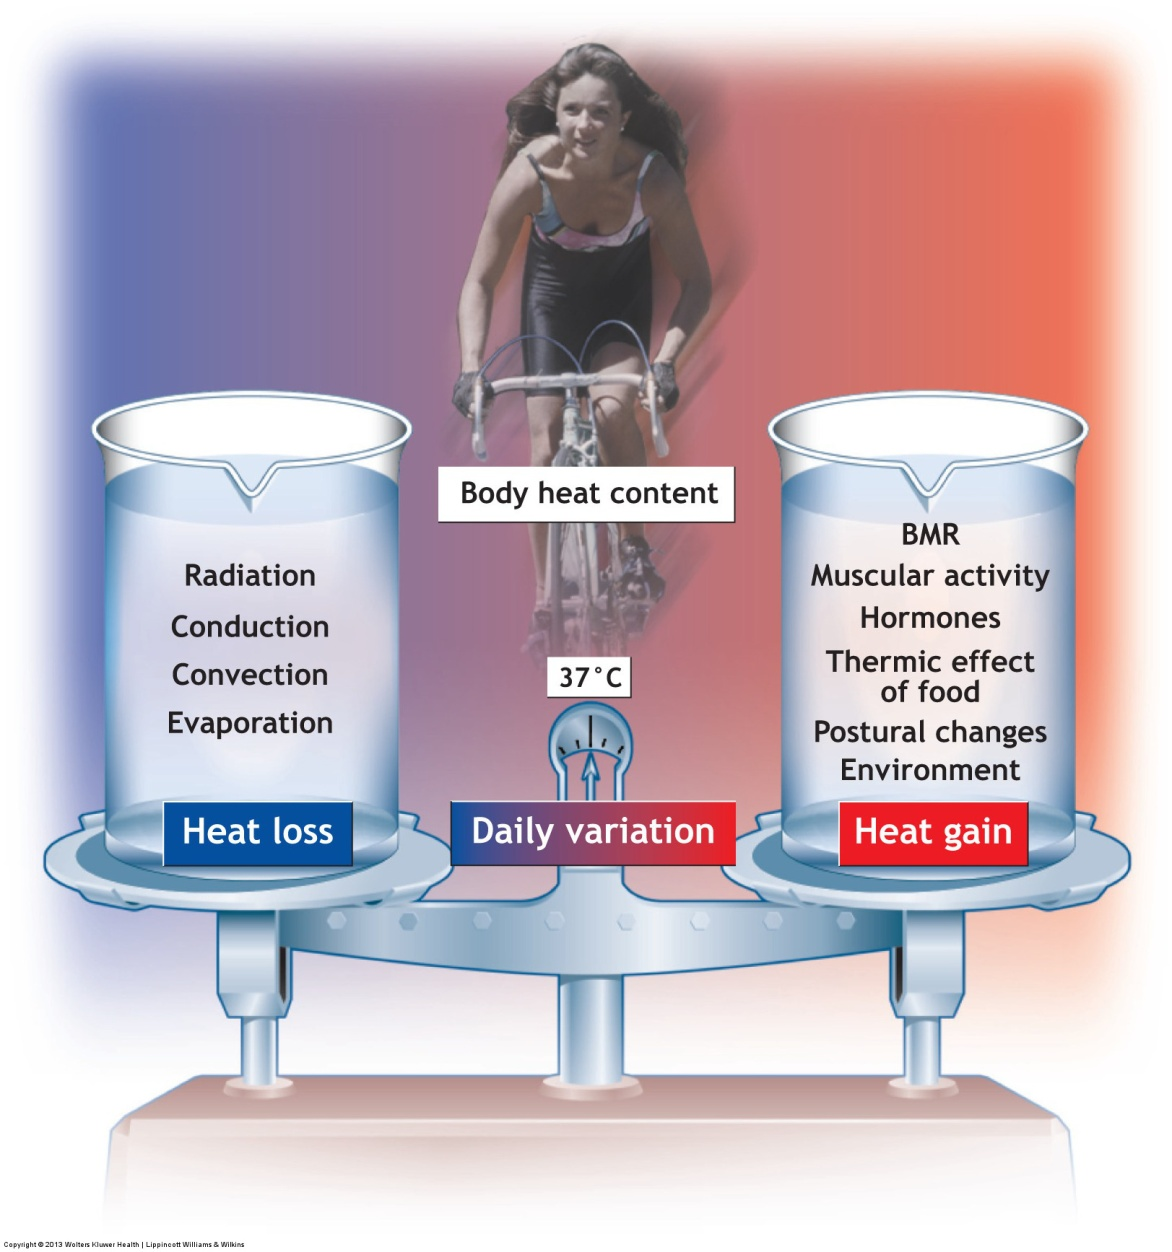 Body heat content
BMR
Radiation
Muscular activity
Conduction
Hormones
Convection
Thermic effect
of food
37°C
Evaporation
Postural changes
Environment
Heat loss
Daily variation
Heat gain
Copyright © 2013 Wolters Kluwer Health | Lippincott Williams & Wilkins